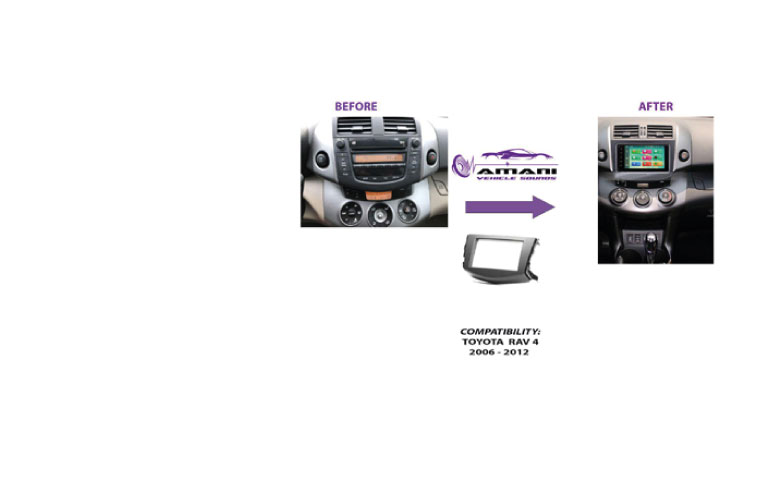 BEFORE
AFTER
AMANI
VEHICLE SOUNDS
COMPATIBILITY:
TOYOTA RAV 4
2006 - 2012